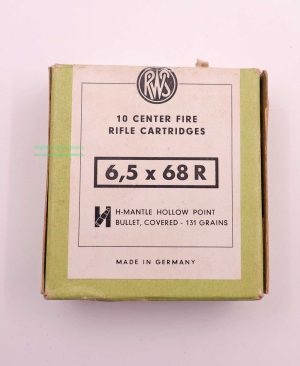 RWS
10 CENTER FIRE
RIFLE CARTRIDGES
6,5 x 68 R
H-MANTLE HOLLOW POINT
BULLET, COVERED - 131 GRAINS
MADE IN GERMANY